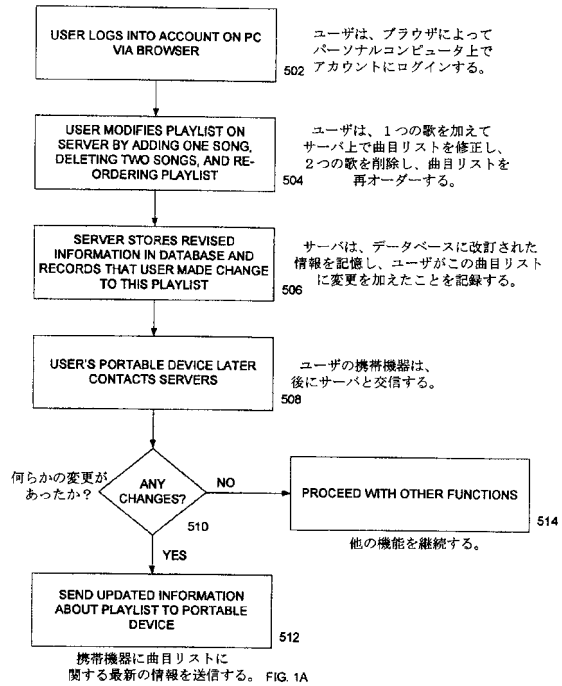 USER LOGS INTO ACCOUNT ON PC
VIA BROWSER
502
ユーザは、ブラウザによって
パーソナルコンピュータ上で
アカウントにログインする。
USER MODIFIES PLAYLIST ON
SERVER BY ADDING ONE SONG,
DELETING TWO SONGS, AND RE-
ORDERING PLAYLIST
504
ユーザは、1つの歌を加えて
サーバ上で曲目リストを修正し、
2つの歌を削除し、曲目リストを
再オーダーする。
SERVER STORES REVISED
INFORMATION IN DATABASE AND
RECORDS THAT USER MADE CHANGE
TO THIS PLAYLIST
506
サーバは、データベースに改訂された
情報を記憶し、ユーザがこの曲目リスト
に変更を加えたことを記録する。
USER'S PORTABLE DEVICE LATER
CONTACTS SERVERS
508
ユーザの携帯機器は、
後にサーバと交信する。
何らかの変更が
あったか？
ANY
CHANGES?
510
NO
PROCEED WITH OTHER FUNCTIONS
514
他の機能を継続する。
YES
SEND UPDATED INFORMATION
ABOUT PLAYLIST TO PORTABLE
DEVICE
512
携帯機器に曲目リストに
関する最新の情報を送信する。
FIG. 1A